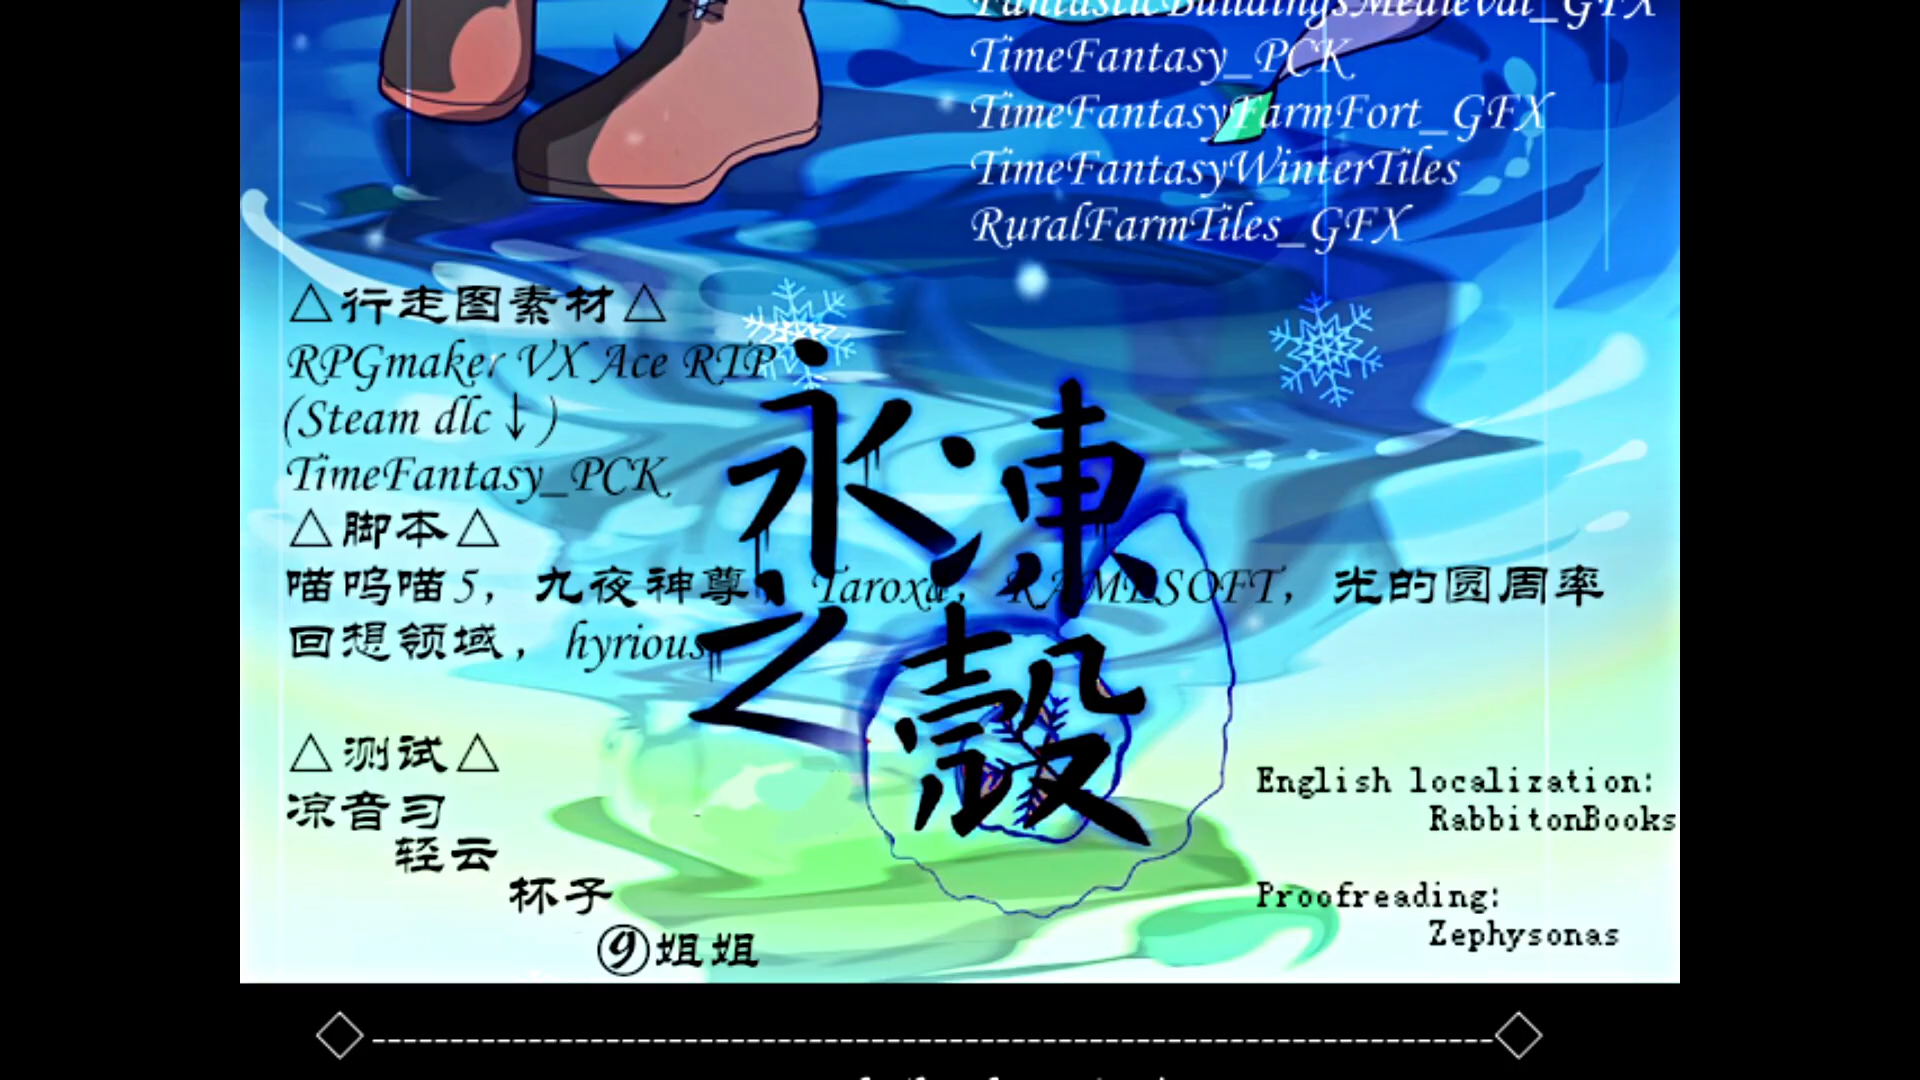 FantasticBuildingsMedieval_GFX
TimeFantasy_PCK
TimeFantasyFarmFort_GFX
TimeFantasyWinterTiles
RuralFarmTiles_GFX
△行走图素材△
RPGmaker VX Ace RTP
(Steam dlc↓)
TimeFantasy_PCK
△脚本△
喵呜喵5，九夜神尊，Taroxd，RAMESOFT，光的圆周率
回想领域，hyrious
永凍
之殼
△测试△
凉音习
轻云
杯子
⑨姐姐
English localization:
RabbitonBooks
Proofreading:
Zephysonas